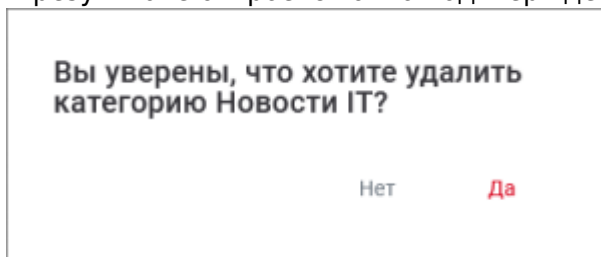 Вы уверены, что хотите удалить
категорию Новости IT?
Нет Да